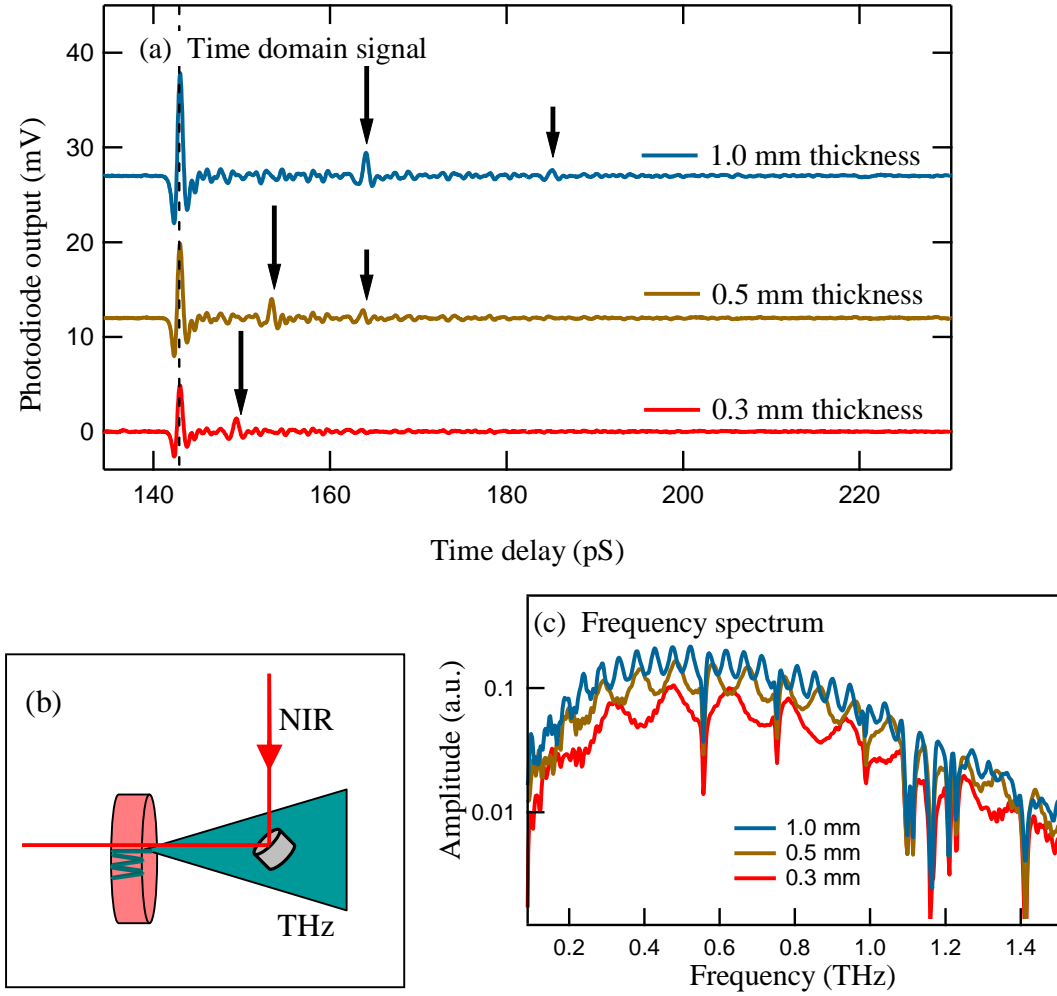 (a) Time domain signal
40
30
20
10
0
Photodiode output (mV)
1.0 mm thickness
0.5 mm thickness
0.3 mm thickness
140 160 180 200 220
Time delay (pS)
(b)
NIR
THz
(c) Frequency spectrum
Amplitude (a.u.)
0.1
0.01
1.0 mm
0.5 mm
0.3 mm
0.2 0.4 0.6 0.8 1.0 1.2 1.4
Frequency (THz)